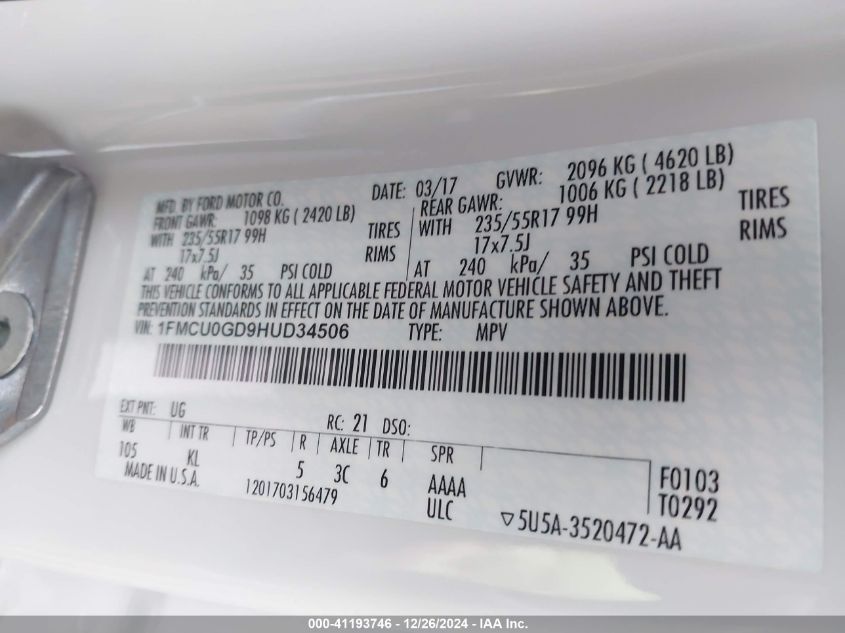 MFD. BY FORD MOTOR CO. DATE: 03/17 GVWR: 2096 KG ( 4620 LB)
FRONT GAWR: 1098 KG ( 2420 LB) REAR GAWR: 1006 KG ( 2218 LB)
WITH 235/55R17 99H TIRES WITH 235/55R17 99H TIRES
17x7.5J RIMS 17x7.5J RIMS
AT 240 kPa/ 35 PSI COLD AT 240 kPa/ 35 PSI COLD
THIS VEHICLE CONFORMS TO ALL APPLICABLE FEDERAL MOTOR VEHICLE SAFETY AND THEFT
PREVENTION STANDARDS IN EFFECT ON THE DATE OF MANUFACTURE SHOWN ABOVE.
VIN: 1FMCU0GD9HUD34506 TYPE: MPV
EXT PNT: UG RC: 21 DSO:
WB INT TR TP/PS R AXLE TR SPR
105 KL 5 3C 6 AAAA F0103
MADE IN U.S.A. 1201703156479 ULC T0292
▽5U5A-3520472-AA
000-41193746 - 12/26/2024 - IAA Inc.